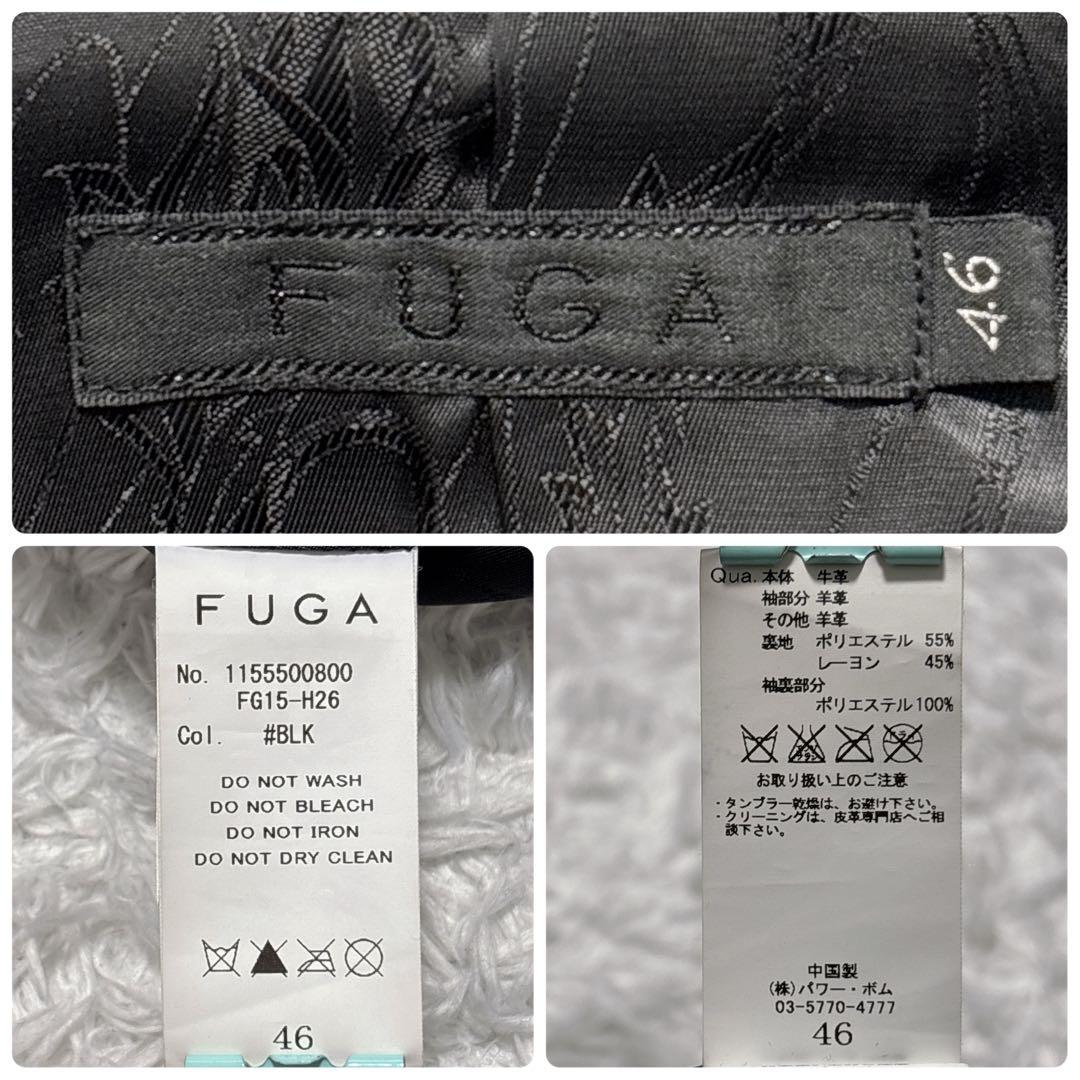 FUGA
46
FUGA
No. 1155500800
FG15-H26
Col. #BLK
DO NOT WASH
DO NOT BLEACH
DO NOT IRON
DO NOT DRY CLEAN
46
Qua. 本体 牛革
袖部分 羊革
その他 羊革
裏地 ポリエステル 55%
レーヨン 45%
袖裏部分
ポリエステル100%
お取り扱い上のご注意
・タンブラー乾燥は、お避け下さい。
・クリーニングは、皮革専門店へご相
談下さい。
中国製
(株)パワー・ボム
03-5770-4777
46